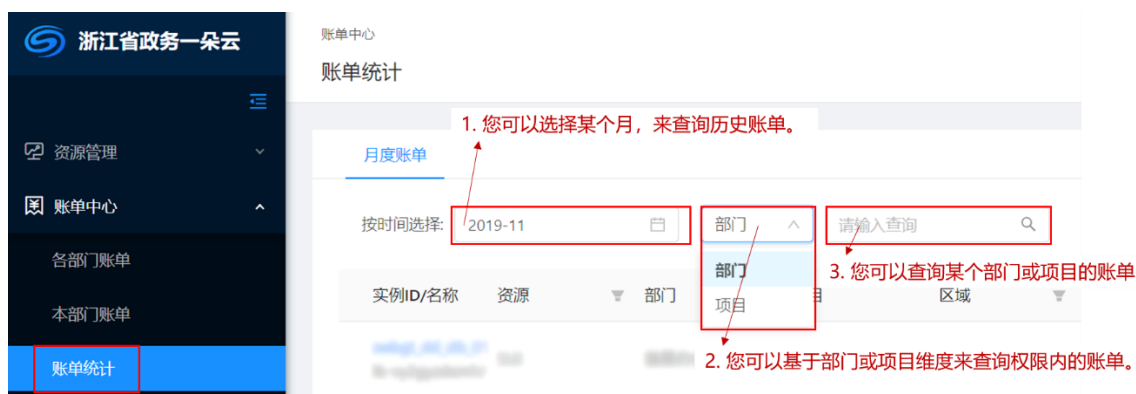 浙江省政务一朵云
账单中心
账单统计
1. 您可以选择某个月，来查询历史账单。
资源管理
月度账单
账单中心
按时间选择:
2019-11
部门
请输入查询
各部门账单
部门
3. 您可以查询某个部门或项目的账单
实例ID/名称
资源
部门
项目
目
区域
本部门账单
账单统计
2. 您可以基于部门或项目维度来查询权限内的账单。